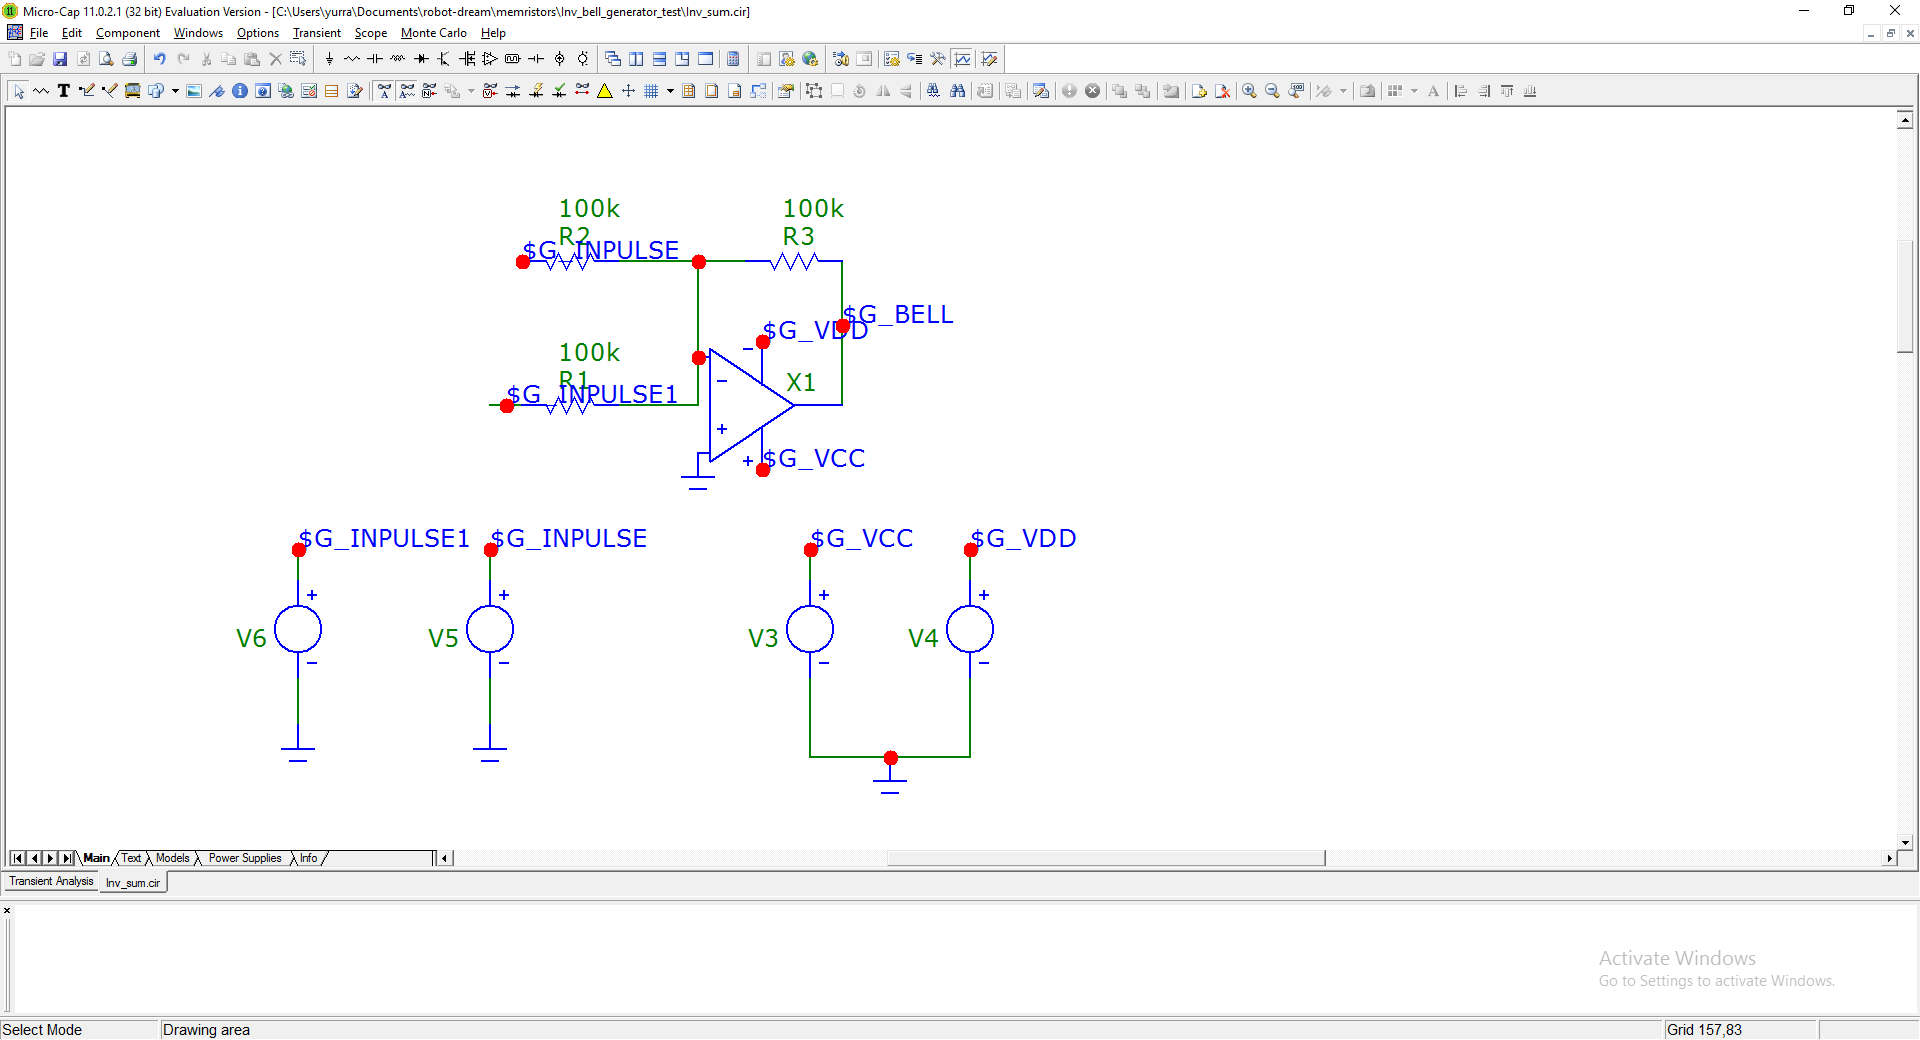 Micro-Cap 11.0.2.1 (32 bit) Evaluation Version - [C:\Users\yurra\Documents\robot-dream\memristors\Inv_bell_generator_test\Inv_sum.cir]
File Edit Component Windows Options Transient Scope Monte Carlo Help
100k
R2
$G_INPULSE
100k
R3
$G_BELL
$G_VDD
100k
R1
$G_INPULSE1
X1
$G_VCC
$G_INPULSE1
$G_INPULSE
$G_VCC
$G_VDD
V6
V5
V3
V4
Main Text Models Power Supplies Info
Transient Analysis Inv_sum.cir
Activate Windows
Go to Settings to activate Windows.
Select Mode Drawing area Grid 157,83